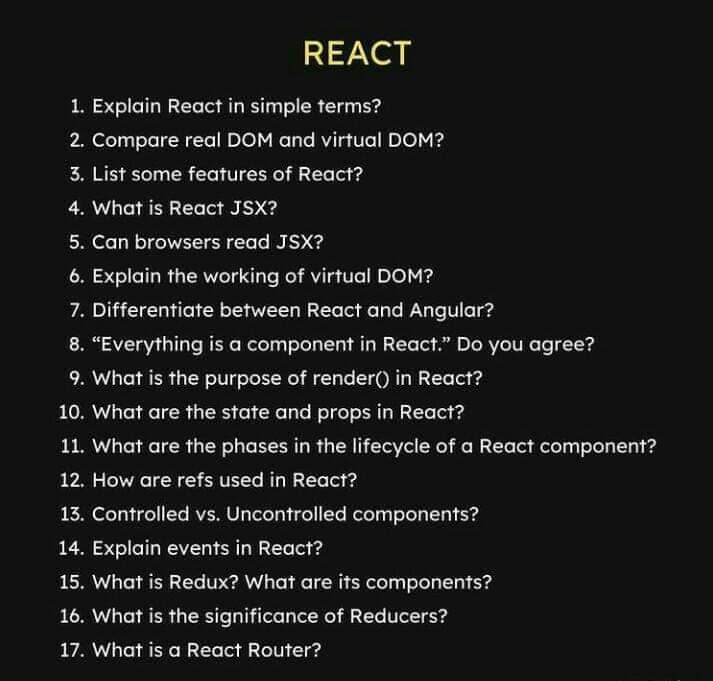 REACT
1. Explain React in simple terms?
2. Compare real DOM and virtual DOM?
3. List some features of React?
4. What is React JSX?
5. Can browsers read JSX?
6. Explain the working of virtual DOM?
7. Differentiate between React and Angular?
8. “Everything is a component in React.” Do you agree?
9. What is the purpose of render() in React?
10. What are the state and props in React?
11. What are the phases in the lifecycle of a React component?
12. How are refs used in React?
13. Controlled vs. Uncontrolled components?
14. Explain events in React?
15. What is Redux? What are its components?
16. What is the significance of Reducers?
17. What is a React Router?